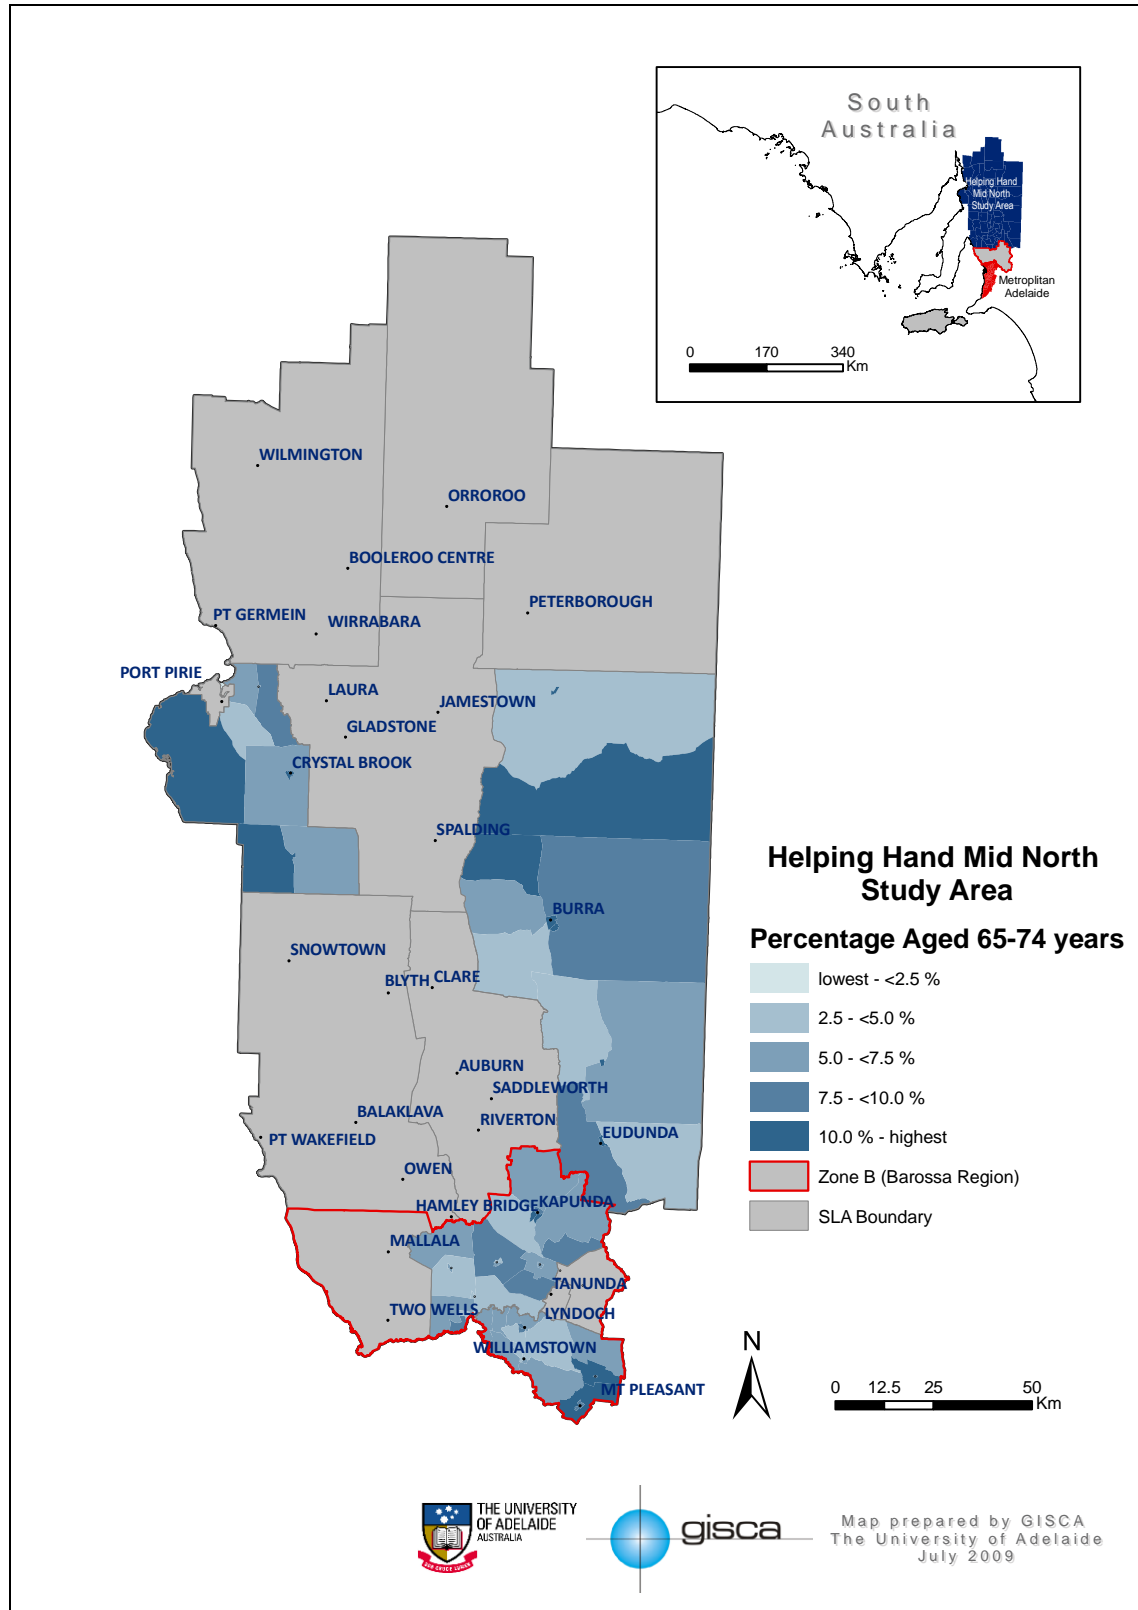 South
Australia
Helping Hand
Mid North
Study Area
Metroplitan
Adelaide
0 170 340
Km
WILMINGTON
ORROROO
BOOLEROO CENTRE
PETERBOROUGH
PT GERMEIN
WIRRABARA
PORT PIRIE
LAURA
JAMESTOWN
GLADSTONE
CRYSTAL BROOK
SPALDING
BURRA
SNOWTOWN
BLYTH
CLARE
AUBURN
SADDLEWORTH
BALAKLAVA
RIVERTON
PT WAKEFIELD
EUDUNDA
OWEN
HAMLEY BRIDGE
KAPUNDA
MALLALA
TANUNDA
TWO WELLS
LYNDOCH
WILLIAMSTOWN
MT PLEASANT
Helping Hand Mid North
Study Area
Percentage Aged 65-74 years
lowest - <2.5 %
2.5 - <5.0 %
5.0 - <7.5 %
7.5 - <10.0 %
10.0 % - highest
Zone B (Barossa Region)
SLA Boundary
N
0 12.5 25 50
Km
THE UNIVERSITY
OF ADELAIDE
AUSTRALIA
SUB CRUCE LUMEN
gisca
Map prepared by GISCA
The University of Adelaide
July 2009